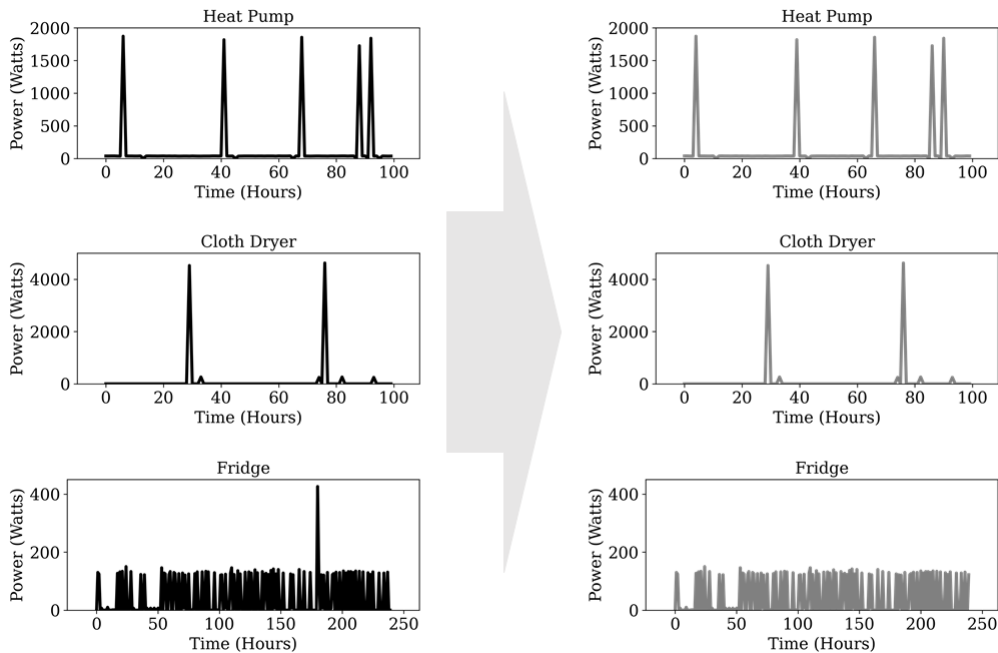 Heat Pump
Power (Watts)
2000
1500
1000
500
0
0 20 40 60 80 100
Time (Hours)
Heat Pump
Power (Watts)
2000
1500
1000
500
0
0 20 40 60 80 100
Time (Hours)
Cloth Dryer
Power (Watts)
4000
2000
0
0 20 40 60 80 100
Time (Hours)
Cloth Dryer
Power (Watts)
4000
2000
0
0 20 40 60 80 100
Time (Hours)
Fridge
Power (Watts)
400
200
0
0 50 100 150 200 250
Time (Hours)
Fridge
Power (Watts)
400
200
0
0 50 100 150 200 250
Time (Hours)